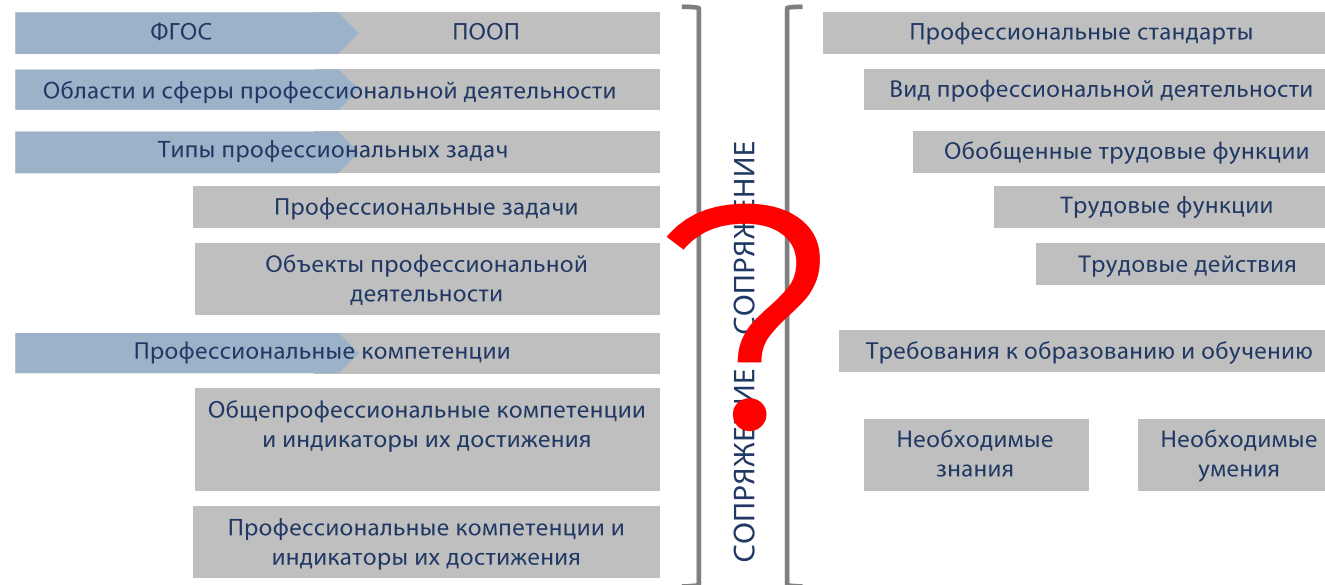 ФГОС
ПООП
Области и сферы профессиональной деятельности
Типы профессиональных задач
Профессиональные задачи
Объекты профессиональной
деятельности
Профессиональные компетенции
Общепрофессиональные компетенции
и индикаторы их достижения
Профессиональные компетенции и
индикаторы их достижения
СОПРЯЖЕНИЕ СОПРЯЖЕНИЕ
?
Профессиональные стандарты
Вид профессиональной деятельности
Обобщенные трудовые функции
Трудовые функции
Трудовые действия
Требования к образованию и обучению
Необходимые
знания
Необходимые
умения